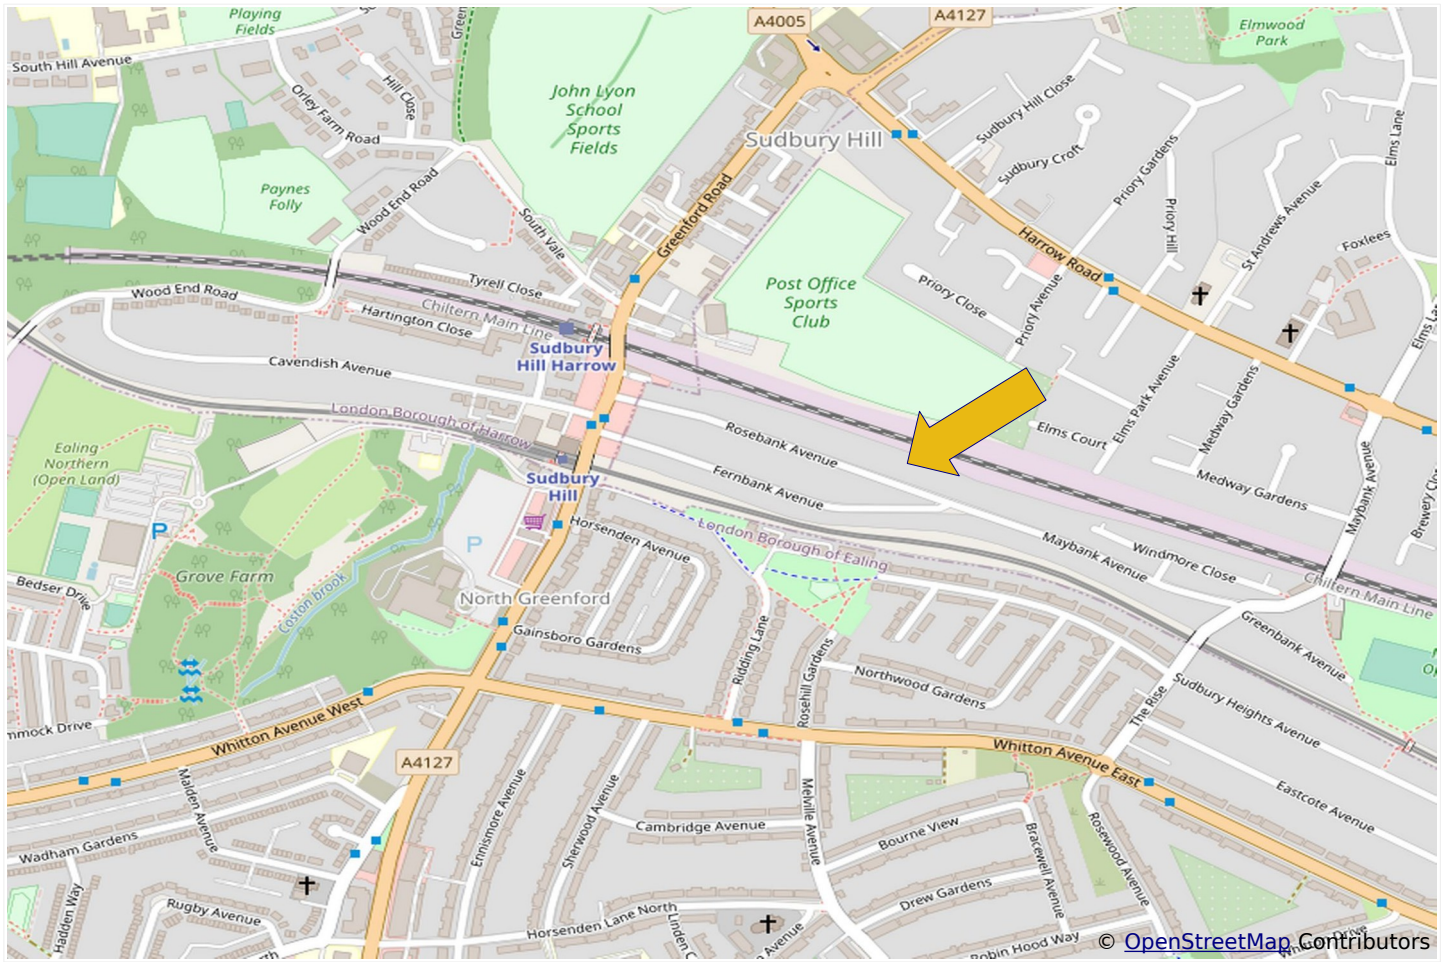 Playing
Fields
A4005
A4127
Elmwood
Park
South Hill Avenue
Hill Close
Orley Farm Road
John Lyon
School
Sports
Fields
Sudbury Hill
Sudbury Hill Close
Sudbury Croft
Elms Lane
Priory Gardens
Paynes
Folly
Wood End Road
South Vale
Greenford Road
Harrow Road
Priory Hill
St Andrews Avenue
Foxlees
Tyrell Close
Wood End Road
Hartington Close
Chiltern Main Line
Post Office
Sports
Club
Priory Close
Priory Avenue
Elms La
Sudbury
Hill Harrow
Cavendish Avenue
London Borough of Harrow
Rosebank Avenue
Elms Court
Elms Park Avenue
Medway Gardens
Medway Gardens
Maybank Avenue
Brewery Clo
Ealing
Northern
(Open Land)
Sudbury
Hill
Fernbank Avenue
P
P
Horsenden Avenue
London Borough of Ealing
Maybank Avenue
Windmore Close
Chiltern Main Line
Bedser Drive
Grove Farm
Coston brook
North Greenford
Gainsboro Gardens
Ridding Lane
Rosehill Gardens
Northwood Gardens
Greenbank Avenue
The Rise
Sudbury Heights Avenue
mmock Drive
Whitton Avenue West
Whitton Avenue East
A4127
Malden Avenue
Ennismore Avenue
Sherwood Avenue
Melville Avenue
Cambridge Avenue
Bourne View
Bracewell Avenue
Rosewood Avenue
Eastcote Avenue
Wadham Gardens
Hadden Way
Rugby Avenue
Drew Gardens
Horsenden Lane North
Linden
Avenue
Robin Hood Way
© OpenStreetMap Contributors